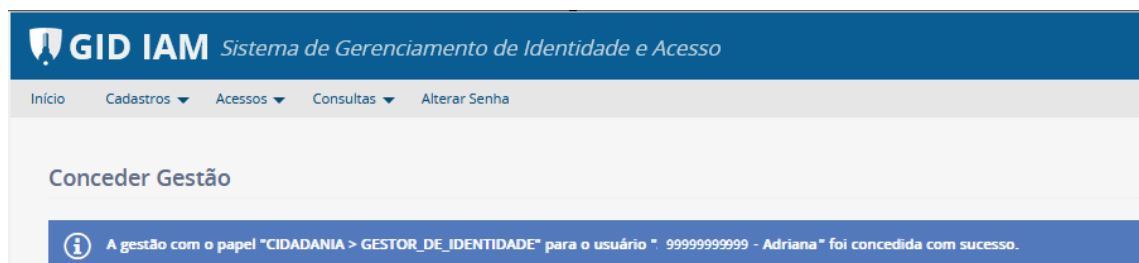 GID IAM Sistema de Gerenciamento de Identidade e Acesso
Início Cadastros Acessos Consultas Alterar Senha
Conceder Gestão
A gestão com o papel "CIDADANIA > GESTOR_DE_IDENTIDADE" para o usuário ". 99999999999 - Adriana" foi concedida com sucesso.